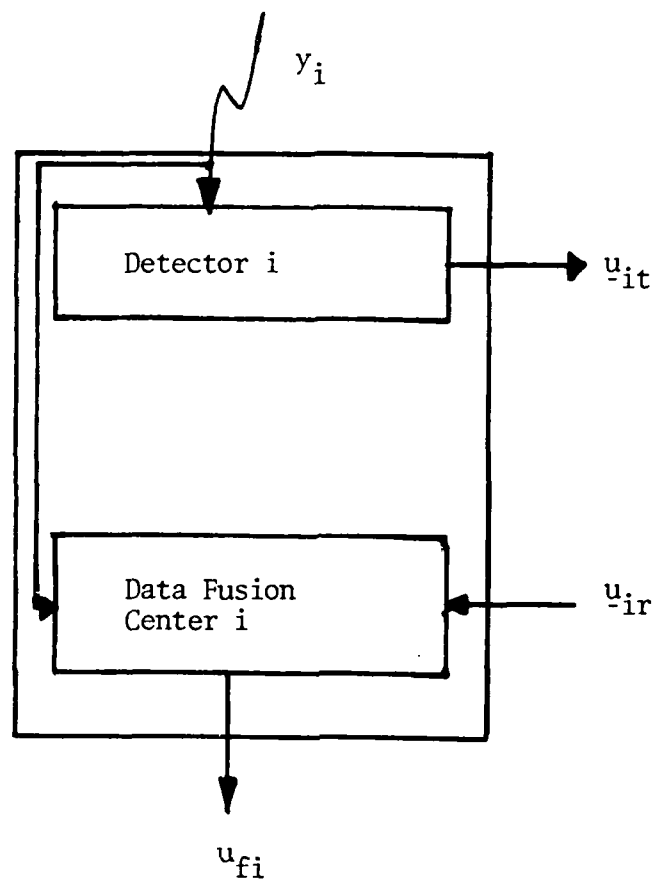 y_i
Detector i
u_it
Data Fusion
Center i
u_ir
u_fi